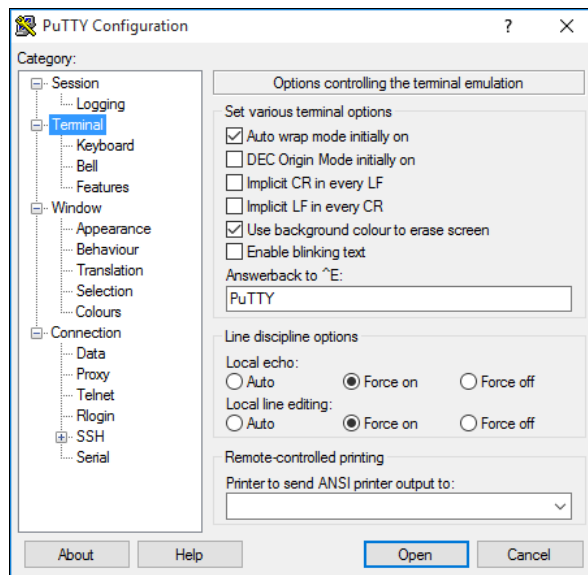 PuTTY Configuration
Category:
Session
Logging
Terminal
Keyboard
Bell
Features
Window
Appearance
Behaviour
Translation
Selection
Colours
Connection
Data
Proxy
Telnet
Rlogin
SSH
Serial
Options controlling the terminal emulation
Set various terminal options
Auto wrap mode initially on
DEC Origin Mode initially on
Implicit CR in every LF
Implicit LF in every CR
Use background colour to erase screen
Enable blinking text
Answerback to ^E:
PuTTY
Line discipline options
Local echo:
Auto Force on Force off
Local line editing:
Auto Force on Force off
Remote-controlled printing
Printer to send ANSI printer output to:
About Help Open Cancel